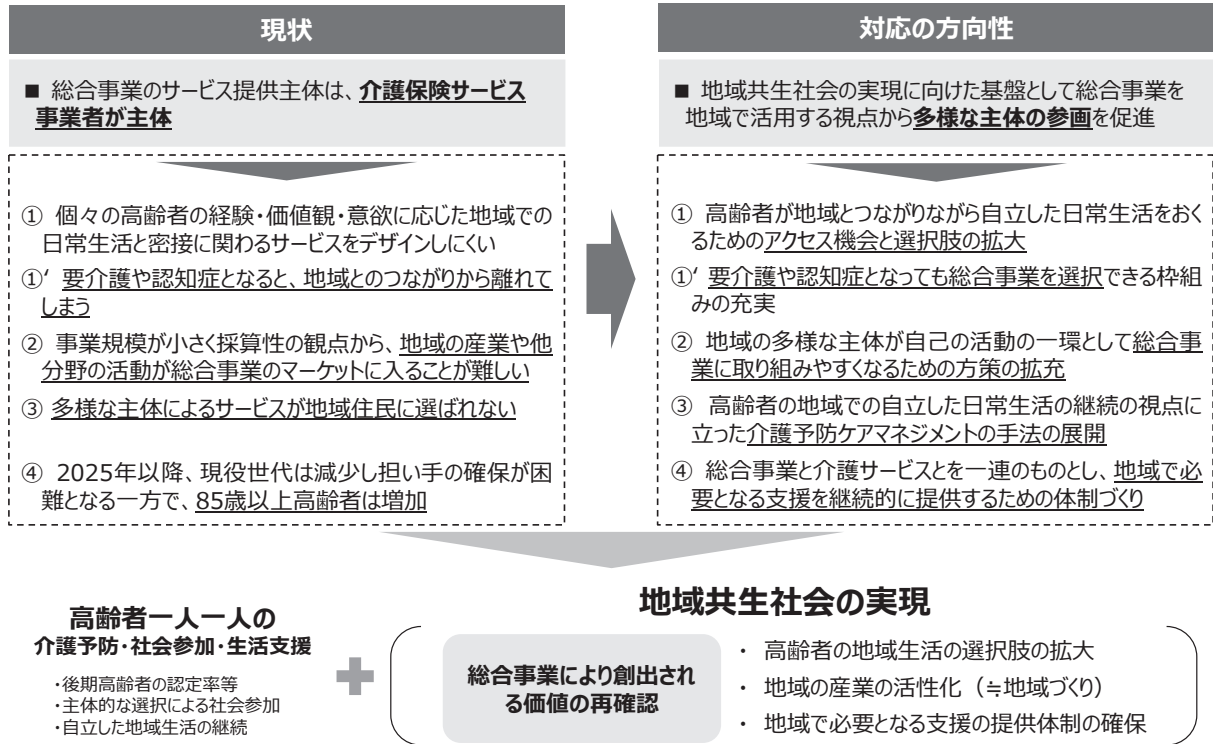 現状
■ 総合事業のサービス提供主体は、介護保険サービス
事業者が主体
① 個々の高齢者の経験・価値観・意欲に応じた地域での
日常生活と密接に関わるサービスをデザインしにくい
①‘ 要介護や認知症となると、地域とのつながりから離れて
しまう
② 事業規模が小さく採算性の観点から、地域の産業や他
分野の活動が総合事業のマーケットに入ることが難しい
③ 多様な主体によるサービスが地域住民に選ばれない
④ 2025年以降、現役世代は減少し担い手の確保が困
難となる一方で、85歳以上高齢者は増加
対応の方向性
■ 地域共生社会の実現に向けた基盤として総合事業を
地域で活用する視点から多様な主体の参画を促進
① 高齢者が地域とつながりながら自立した日常生活をおく
るためのアクセス機会と選択肢の拡大
①‘ 要介護や認知症となっても総合事業を選択できる枠組
みの充実
② 地域の多様な主体が自己の活動の一環として総合事
業に取り組みやすくなるための方策の拡充
③ 高齢者の地域での自立した日常生活の継続の視点に
立った介護予防ケアマネジメントの手法の展開
④ 総合事業と介護サービスとを一連のものとし、地域で必
要となる支援を継続的に提供するための体制づくり
高齢者一人一人の
介護予防・社会参加・生活支援
・後期高齢者の認定率等
・主体的な選択による社会参加
・自立した地域生活の継続
地域共生社会の実現
総合事業により創出され
る価値の再確認
・ 高齢者の地域生活の選択肢の拡大
・ 地域の産業の活性化（≒地域づくり）
・ 地域で必要となる支援の提供体制の確保